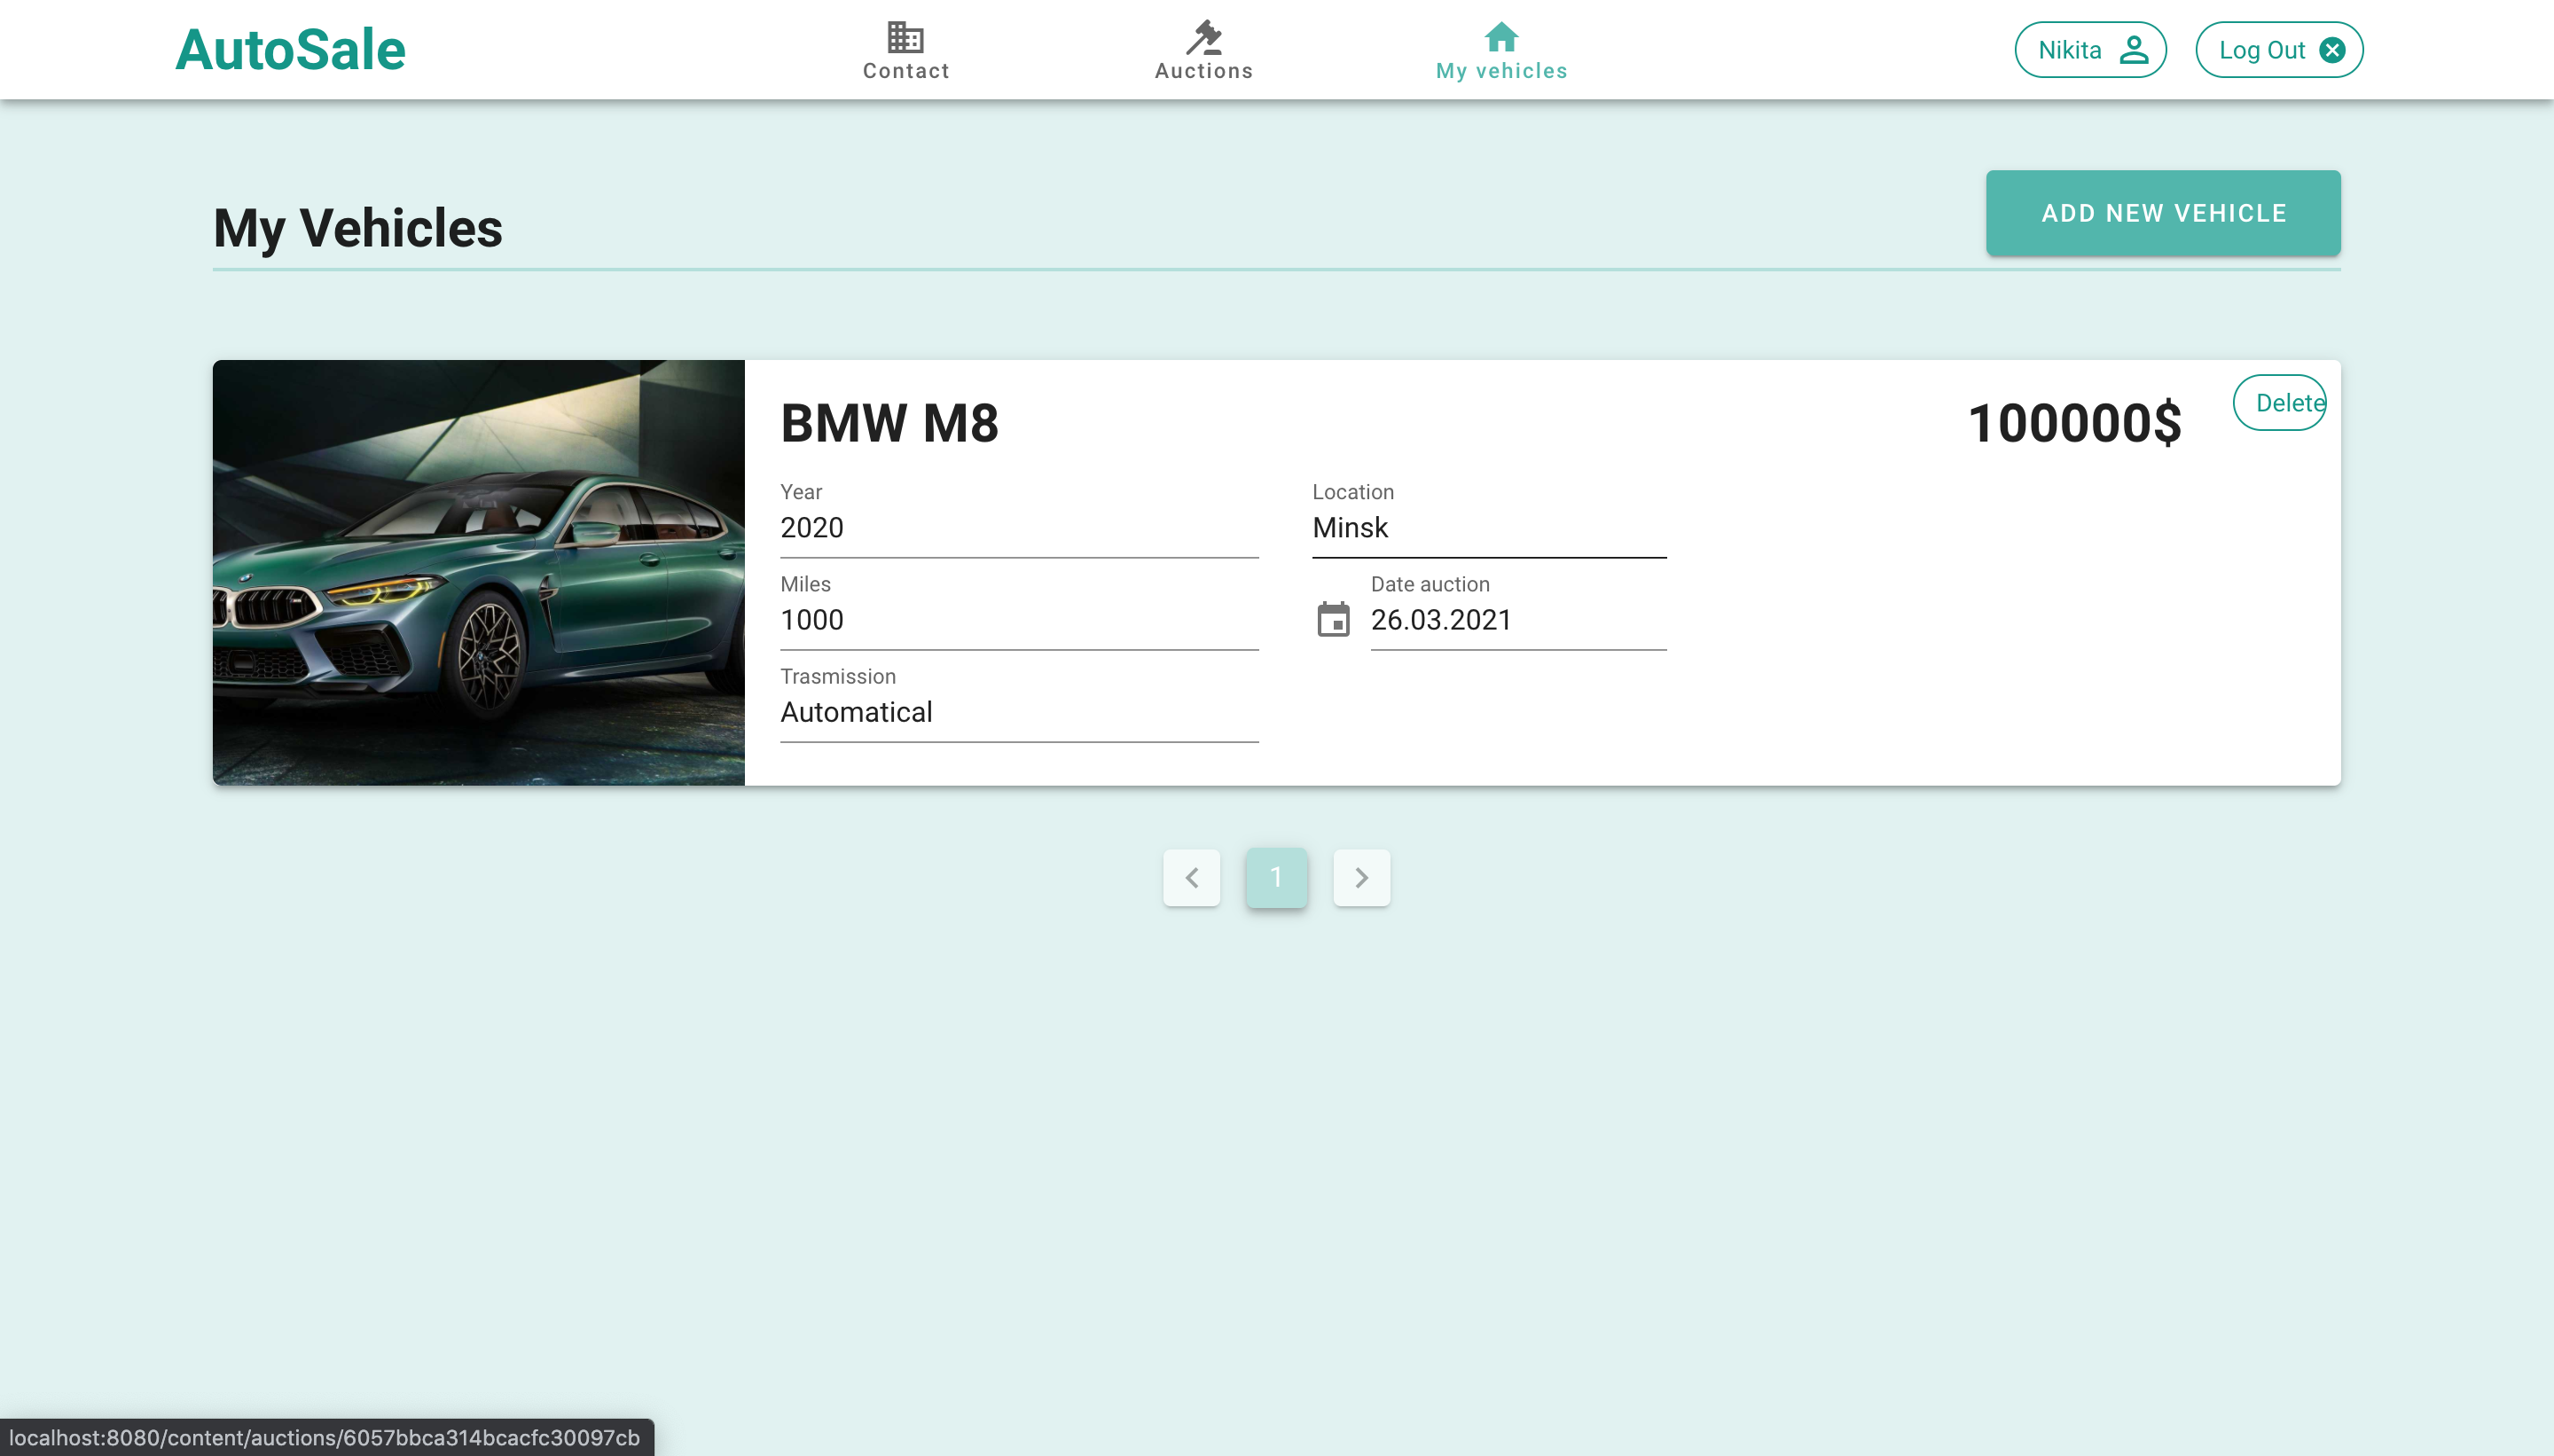 AutoSale
Contact
Auctions
My vehicles
Nikita
Log Out
My Vehicles
ADD NEW VEHICLE
BMW M8
100000$
Delete
Year
2020
Location
Minsk
Miles
1000
Date auction
26.03.2021
Trasmission
Automatical
1
localhost:8080/content/auctions/6057bbca314bcacfc30097cb